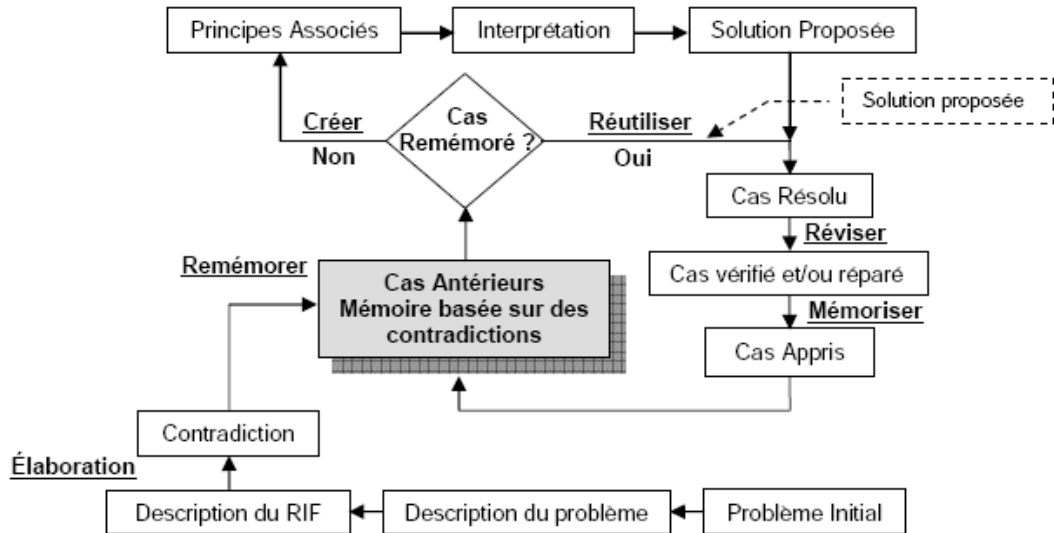 Principes Associés
Interprétation
Solution Proposée
Solution proposée
Créer
Non
Cas
Remémoré ?
Réutiliser
Oui
Cas Résolu
Réviser
Remémorer
Cas Antérieurs
Mémoire basée sur des
contradictions
Cas vérifié et/ou réparé
Mémoriser
Cas Appris
Contradiction
Élaboration
Description du RIF
Description du problème
Problème Initial